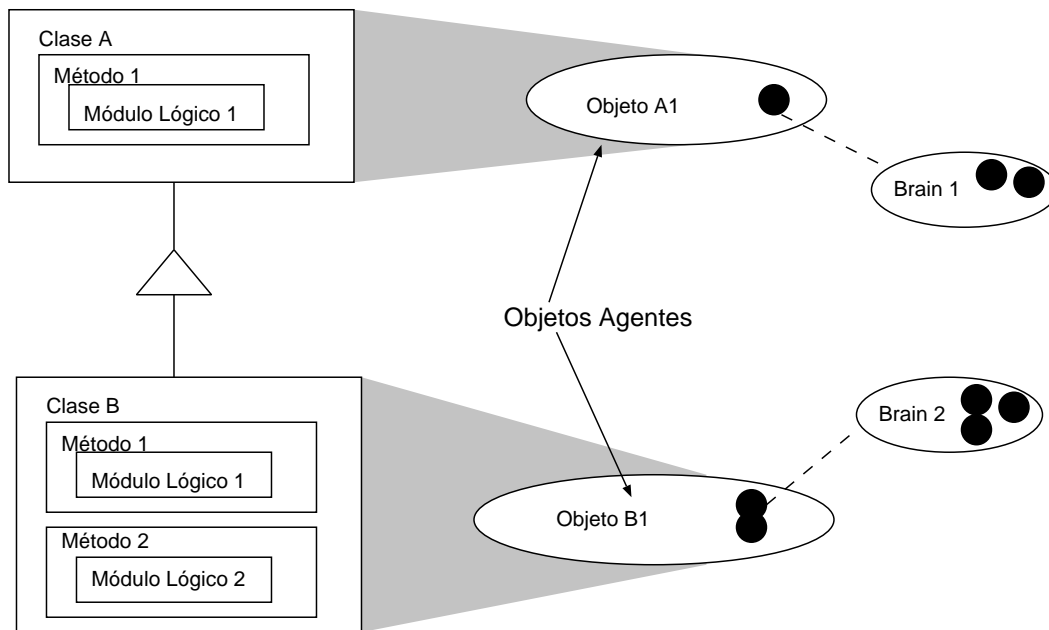 Clase A
Método 1
Módulo Lógico 1
Objeto A1
Brain 1
Objetos Agentes
Clase B
Método 1
Módulo Lógico 1
Método 2
Módulo Lógico 2
Objeto B1
Brain 2